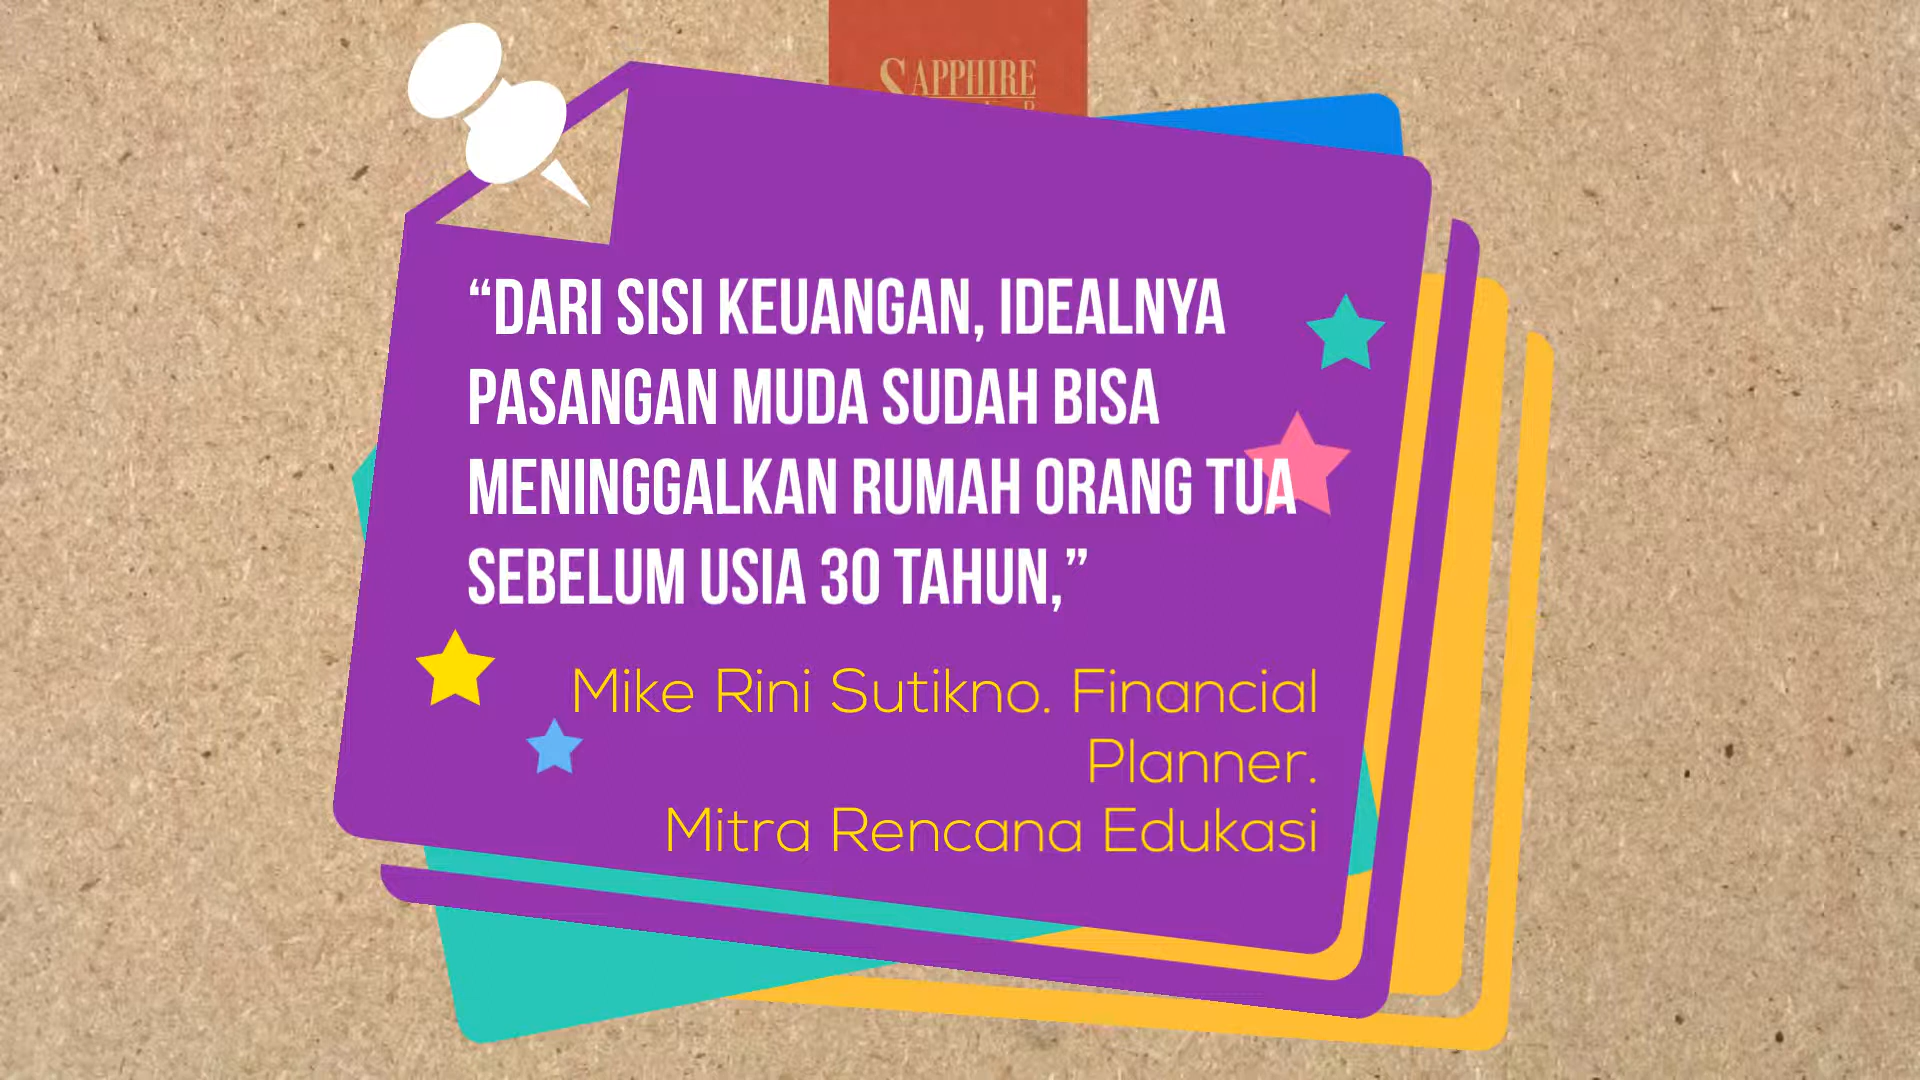 SAPPHIRE
“DARI SISI KEUANGAN, IDEALNYA
PASANGAN MUDA SUDAH BISA
MENINGGALKAN RUMAH ORANG TUA
SEBELUM USIA 30 TAHUN,”
Mike Rini Sutikno. Financial
Planner.
Mitra Rencana Edukasi